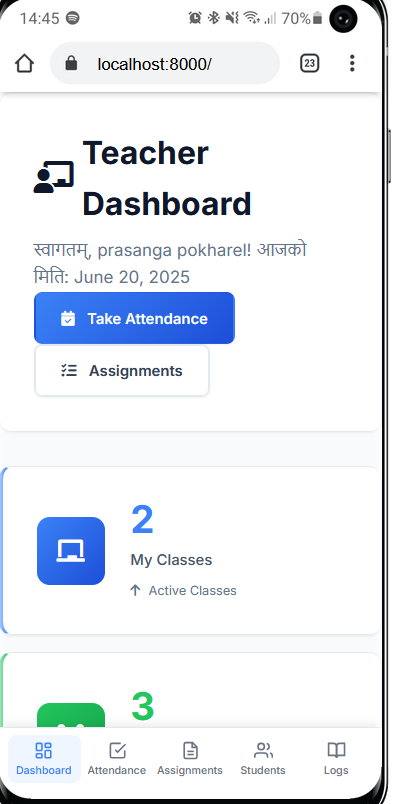 14:45 70%
localhost:8000/ 23
Teacher
Dashboard
स्वागतम्, prasanga pokharel! आजको
मिति: June 20, 2025
Take Attendance
Assignments
2
My Classes
Active Classes
3
Dashboard Attendance Assignments Students Logs